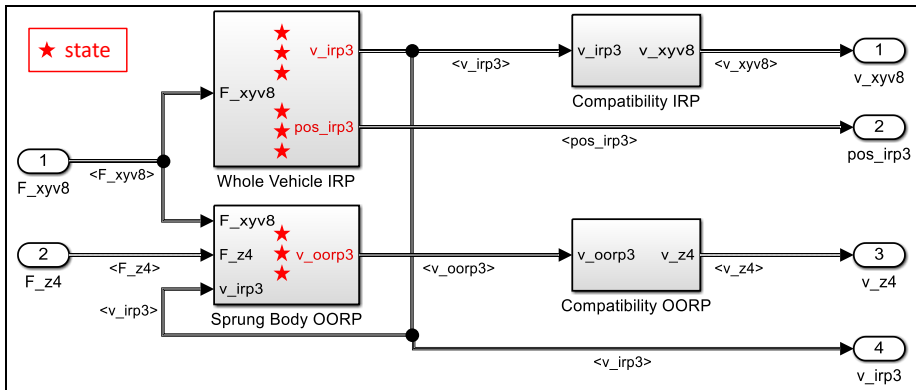 ★ state
F_xyv8
v_irp3
pos_irp3
Whole Vehicle IRP
<v_irp3>
v_irp3
v_xyv8
Compatibility IRP
<v_xyv8>
1
v_xyv8
<pos_irp3>
2
pos_irp3
1
F_xyv8
<F_xyv8>
2
F_z4
<F_z4>
<v_irp3>
F_xyv8
F_z4
v_irp3
v_oorp3
Sprung Body OORP
<v_oorp3>
v_oorp3
v_z4
Compatibility OORP
<v_z4>
3
v_z4
<v_irp3>
4
v_irp3